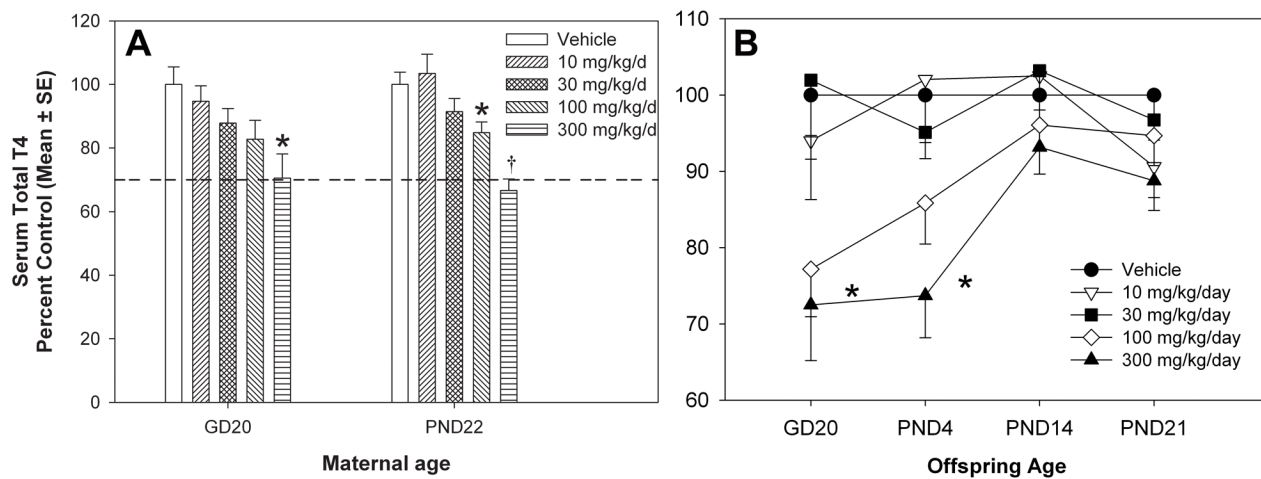 A
Serum Total T4
Percent Control (Mean ± SE)
120
100
80
60
40
20
0
Vehicle
10 mg/kg/d
30 mg/kg/d
100 mg/kg/d
300 mg/kg/d
*
*
†
GD20
PND22
Maternal age
B
110
100
90
80
70
60
*
*
Vehicle
10 mg/kg/day
30 mg/kg/day
100 mg/kg/day
300 mg/kg/day
GD20
PND4
PND14
PND21
Offspring Age